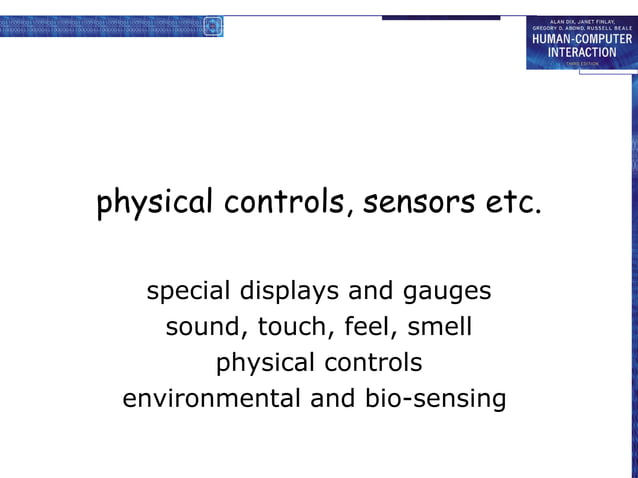 ALAN DIX, JANET FINLAY,
GREGORY D. ABOWD, RUSSELL BEALE
HUMAN-COMPUTER
INTERACTION
THIRD EDITION
physical controls, sensors etc.
special displays and gauges
sound, touch, feel, smell
physical controls
environmental and bio-sensing